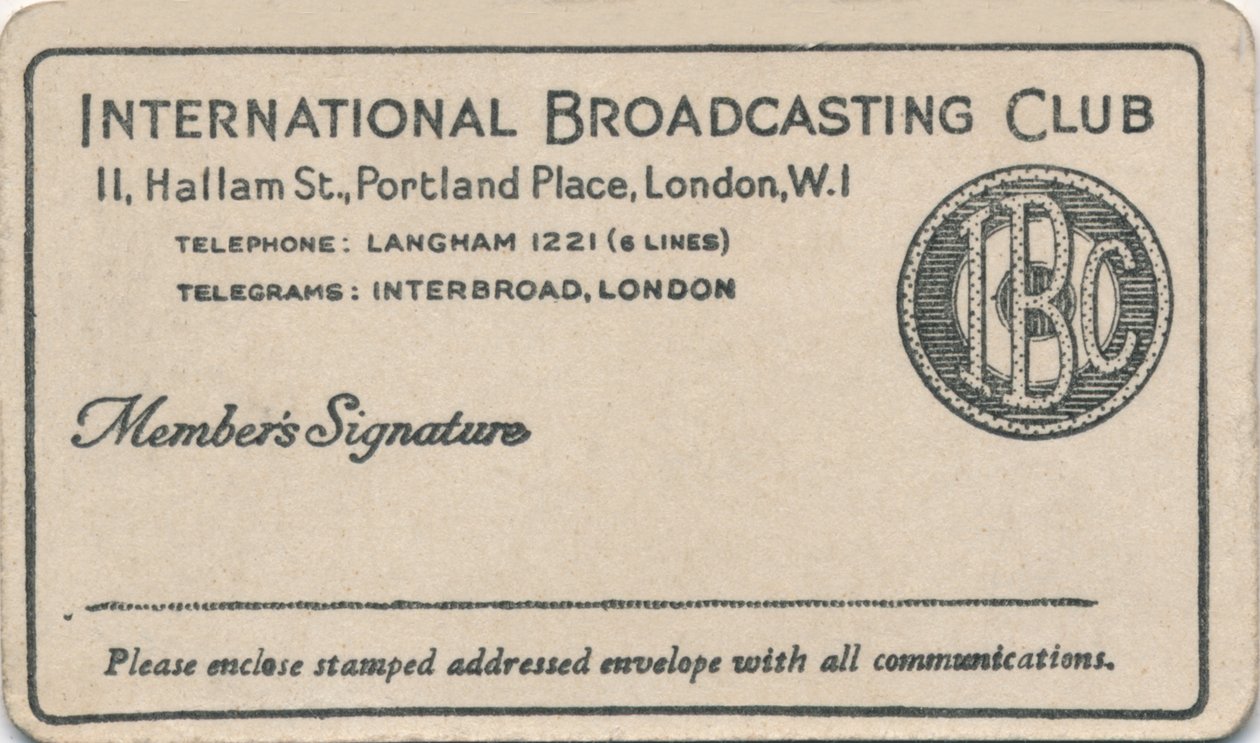 INTERNATIONAL BROADCASTING CLUB
11, Hallam St., Portland Place, London, W.1
TELEPHONE: LANGHAM 1221 (6 LINES)
TELEGRAMS: INTERBROAD, LONDON
IBC
Member's Signature
Please enclose stamped addressed envelope with all communications.